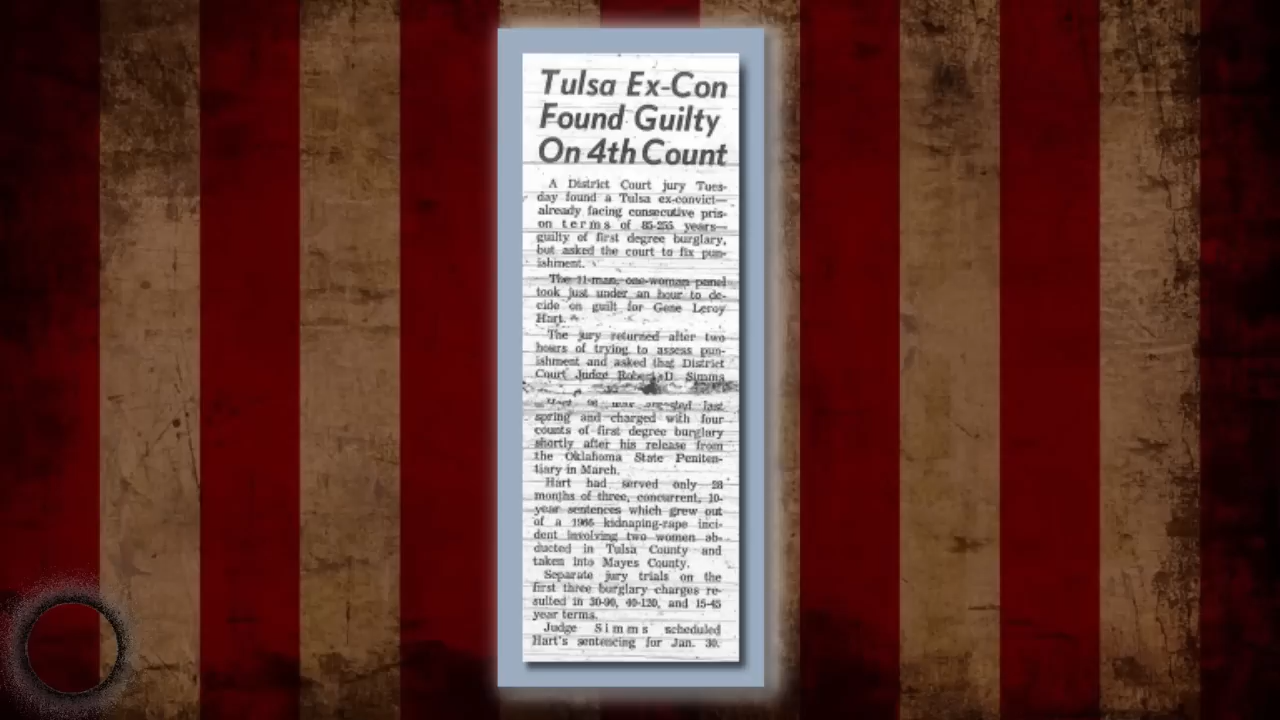 Tulsa Ex-Con
Found Guilty
On 4th Count
A District Court jury Tues-
day found a Tulsa ex-convict—
already facing consecutive pris-
on terms of 85-255 years—
guilty of first degree burglary,
but asked the court to fix pun-
ishment.
The 11-man, one-woman panel
took just under an hour to de-
cide on guilt for Gene Leroy
Hart.
The jury returned after two
hours of trying to assess pun-
ishment and asked that District
Court Judge Robert D. Simms
was arrested last
spring and charged with four
counts of first degree burglary
shortly after his release from
the Oklahoma State Peniten-
tiary in March.
Hart had served only 28
months of three, concurrent, 10-
year sentences which grew out
of a 1966 kidnaping-rape inci-
dent involving two women ab-
ducted in Tulsa County and
taken into Mayes County.
Separate jury trials on the
first three burglary charges re-
sulted in 30-90, 40-120, and 15-45
year terms.
Judge Simms scheduled
Hart's sentencing for Jan. 30.